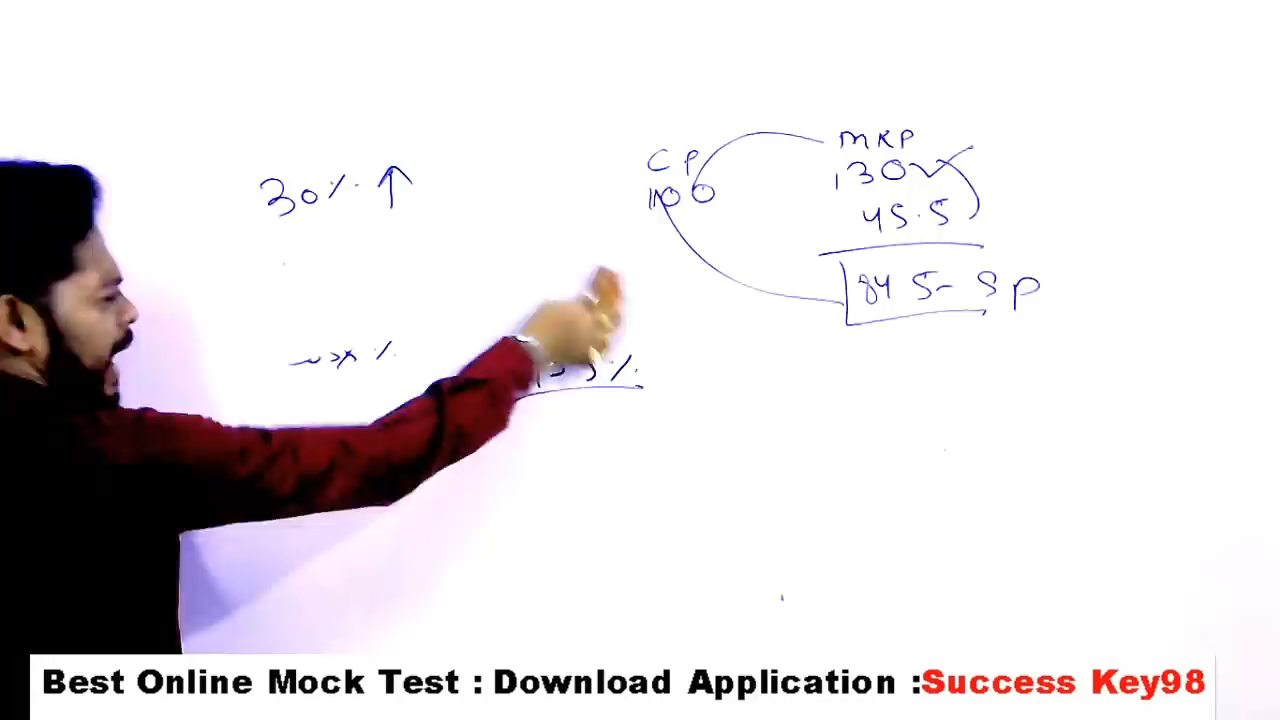 30% ↑
CP
100
MRP
130
45.5
84 5- SP
Best Online Mock Test : Download Application :Success Key98